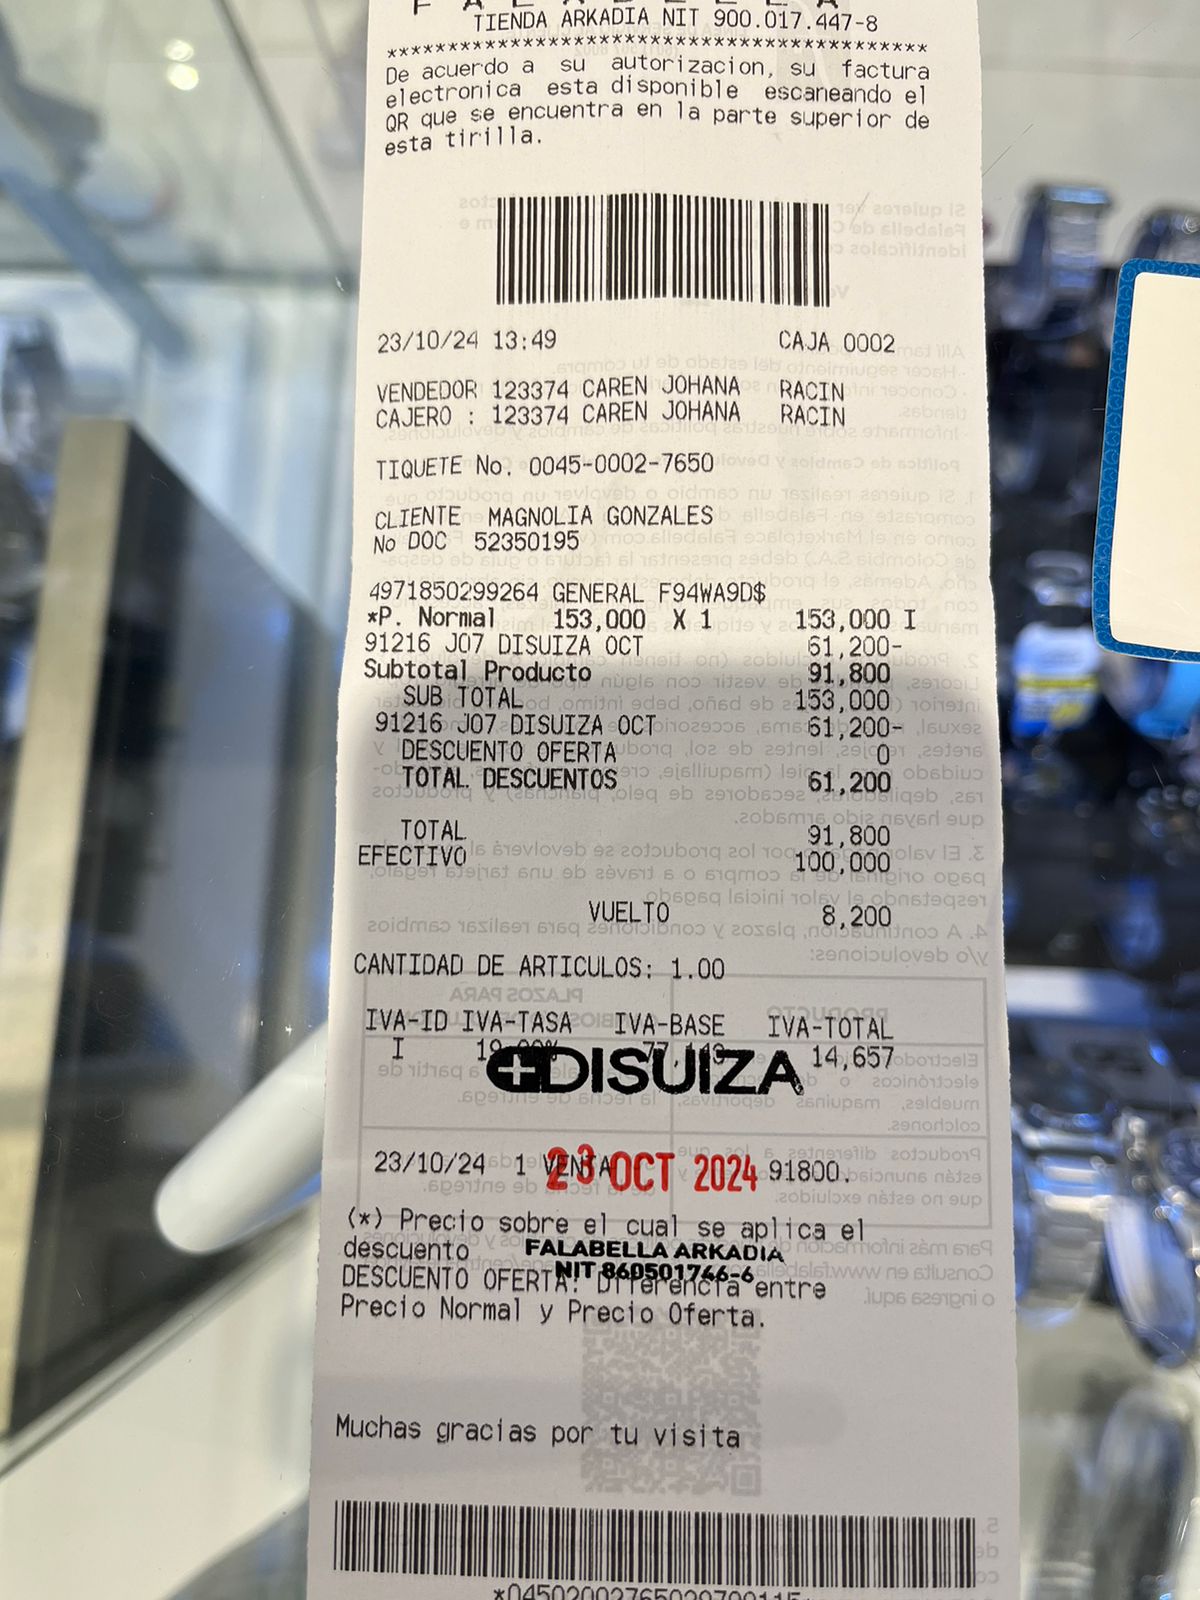 FALABELLA
TIENDA ARKADIA NIT 900.017.447-8
******************************************
De acuerdo a su autorizacion, su factura
electronica esta disponible escaneando el
QR que se encuentra en la parte superior de
esta tirilla.
23/10/24 13:49 CAJA 0002
VENDEDOR 123374 CAREN JOHANA RACIN
CAJERO : 123374 CAREN JOHANA RACIN
TIQUETE No. 0045-0002-7650
CLIENTE MAGNOLIA GONZALES
No DOC 52350195
4971850299264 GENERAL F94WA9D$
*P. Normal 153,000 X 1 153,000 I
91216 J07 DISUIZA OCT 61,200-
Subtotal Producto 91,800
SUB TOTAL 153,000
91216 J07 DISUIZA OCT 61,200-
DESCUENTO OFERTA 0
TOTAL DESCUENTOS 61,200
TOTAL 91,800
EFECTIVO 100,000
VUELTO 8,200
CANTIDAD DE ARTICULOS: 1.00
IVA-ID IVA-TASA IVA-BASE IVA-TOTAL
I 14,657
DISUIZA
23/10/24 1 VENTA 91800.
23 OCT 2024
(*) Precio sobre el cual se aplica el
descuento
FALABELLA ARKADIA
NIT 860501746-6
DESCUENTO OFERTA: Diferencia entre
Precio Normal y Precio Oferta.
Muchas gracias por tu visita